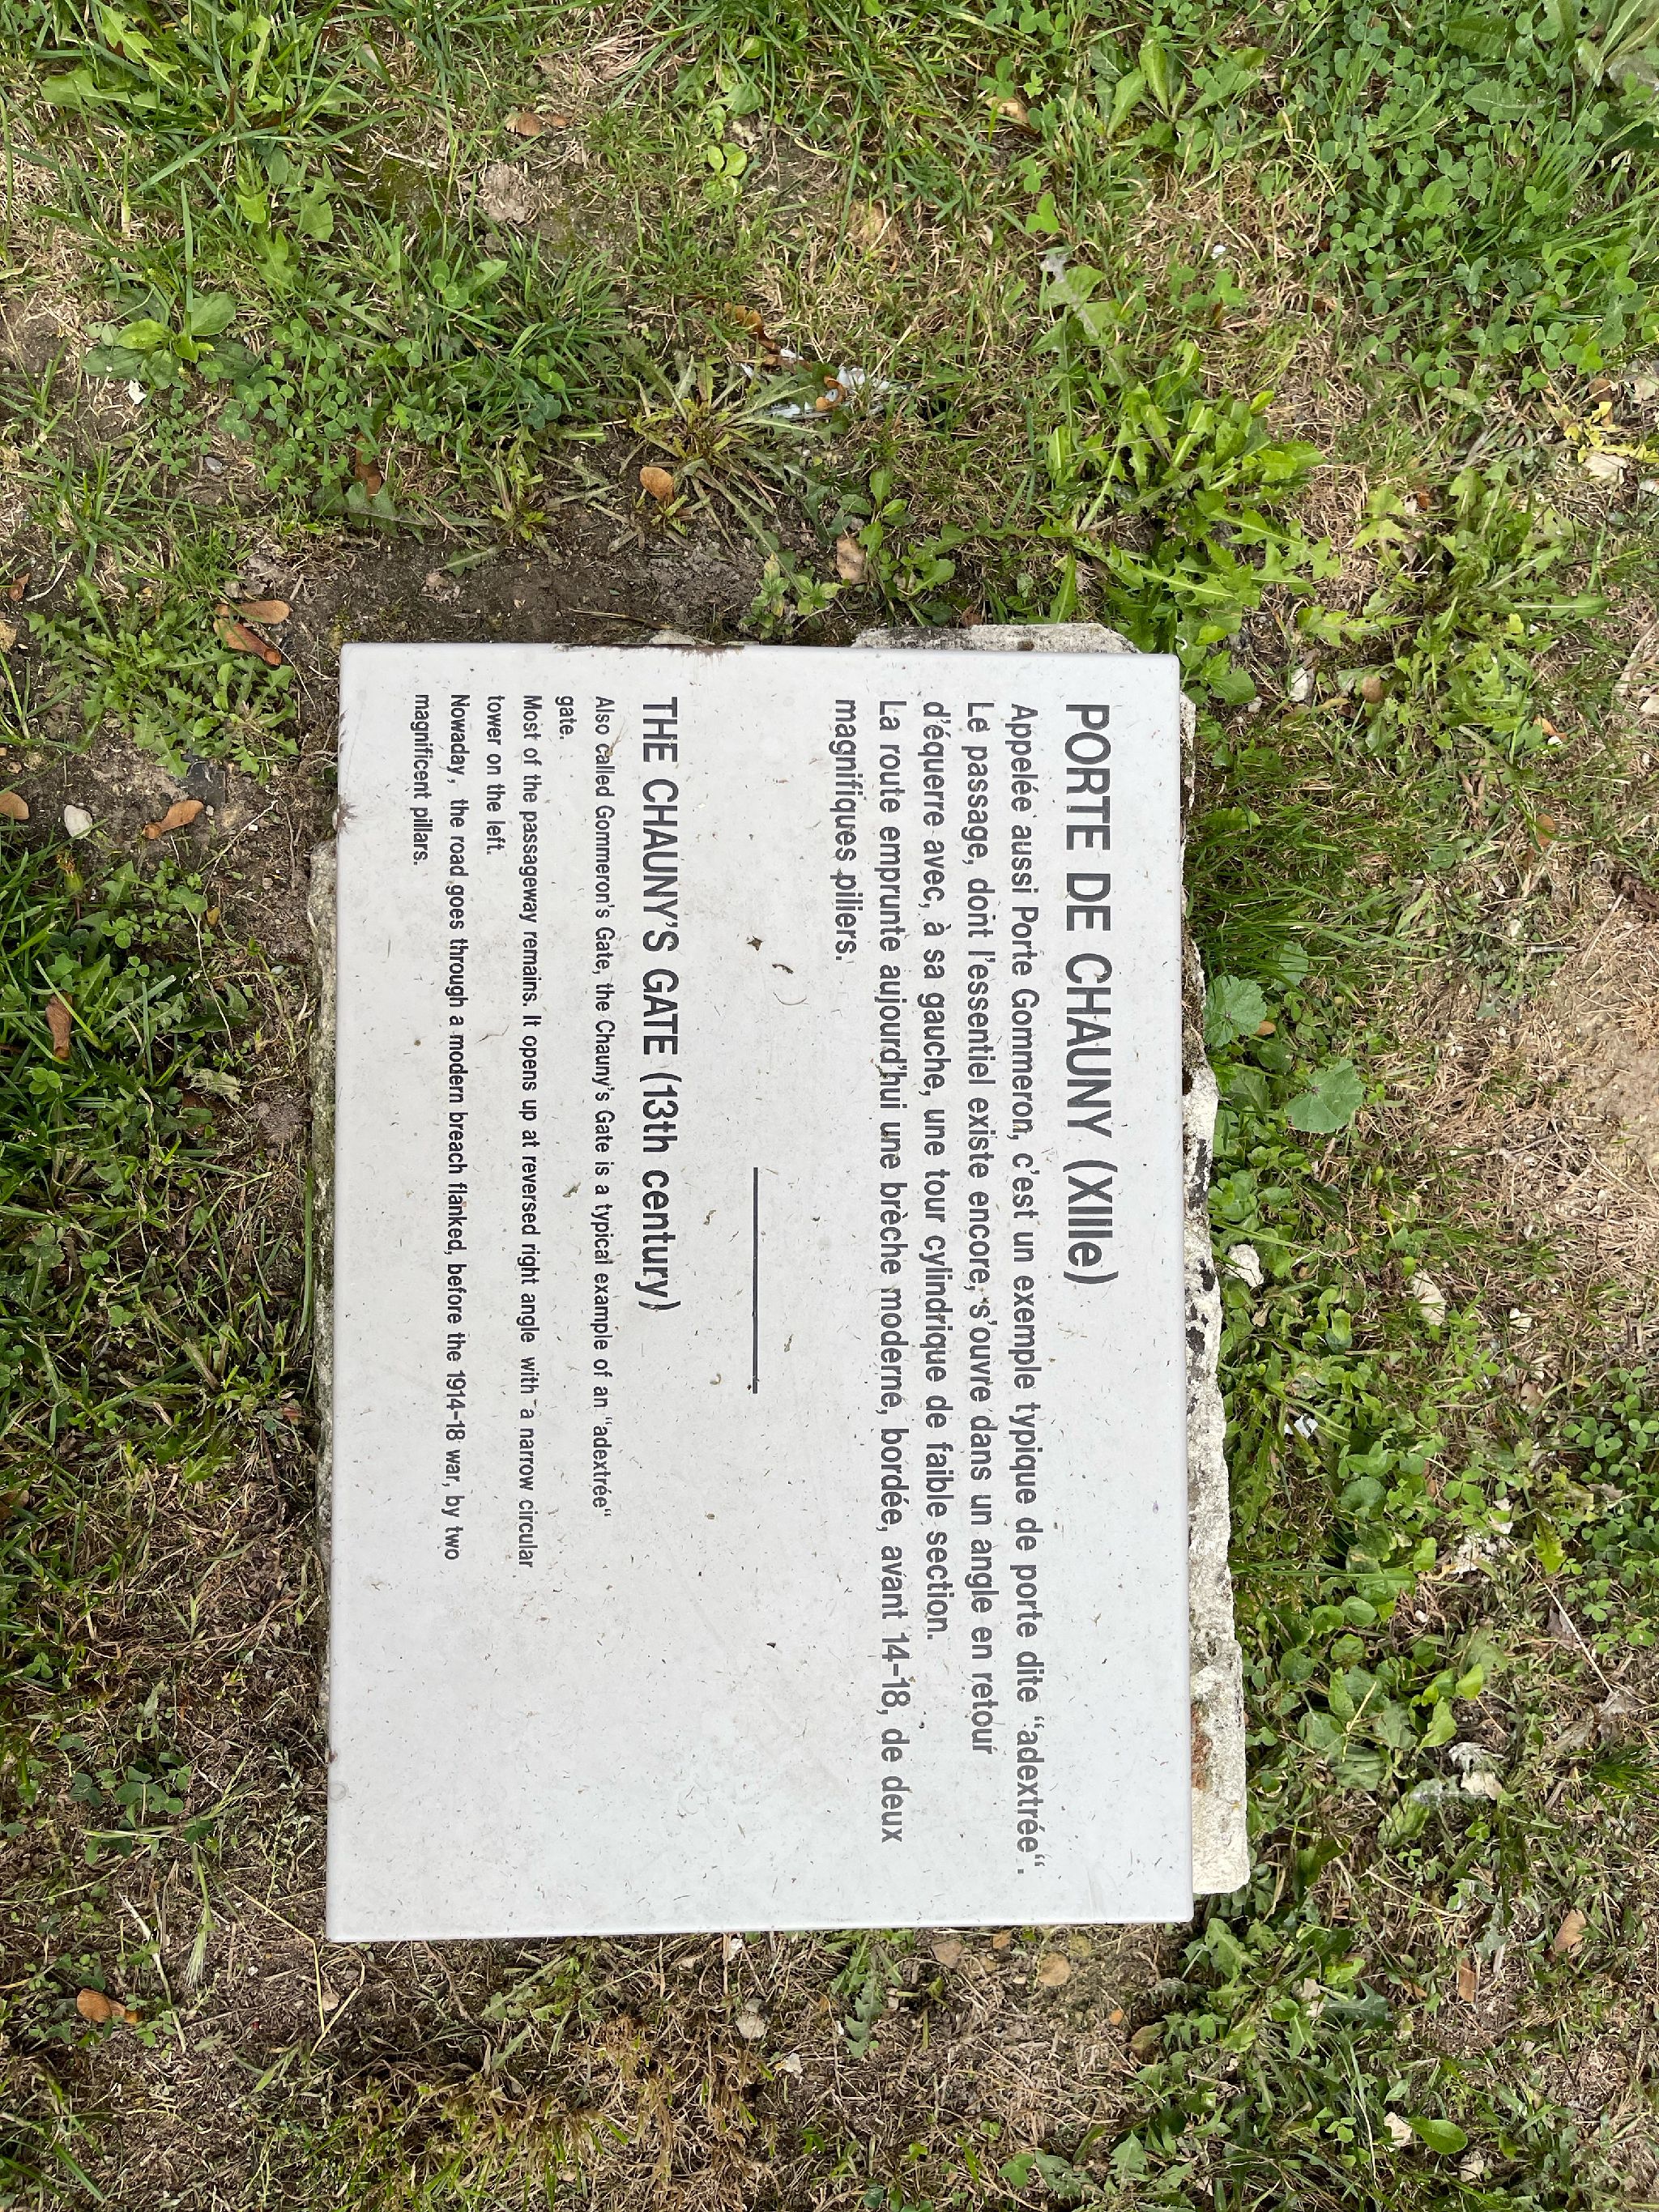 PORTE DE CHAUNY (XIIIe)
Appelée aussi Porte Gommeron, c'est un exemple typique de porte dite "adextrée".
Le passage, dont l'essentiel existe encore, s'ouvre dans un angle en retour
d'équerre avec, à sa gauche, une tour cylindrique de faible section.
La route emprunte aujourd'hui une brèche moderne, bordée, avant 14-18, de deux
magnifiques piliers.
THE CHAUNY'S GATE (13th century)
Also called Gommeron's Gate, the Chauny's Gate is a typical example of an "adextrée"
gate.
Most of the passageway remains. It opens up at reversed right angle with a narrow circular
tower on the left.
Nowaday, the road goes through a modern breach flanked, before the 1914-18 war, by two
magnificent pillars.